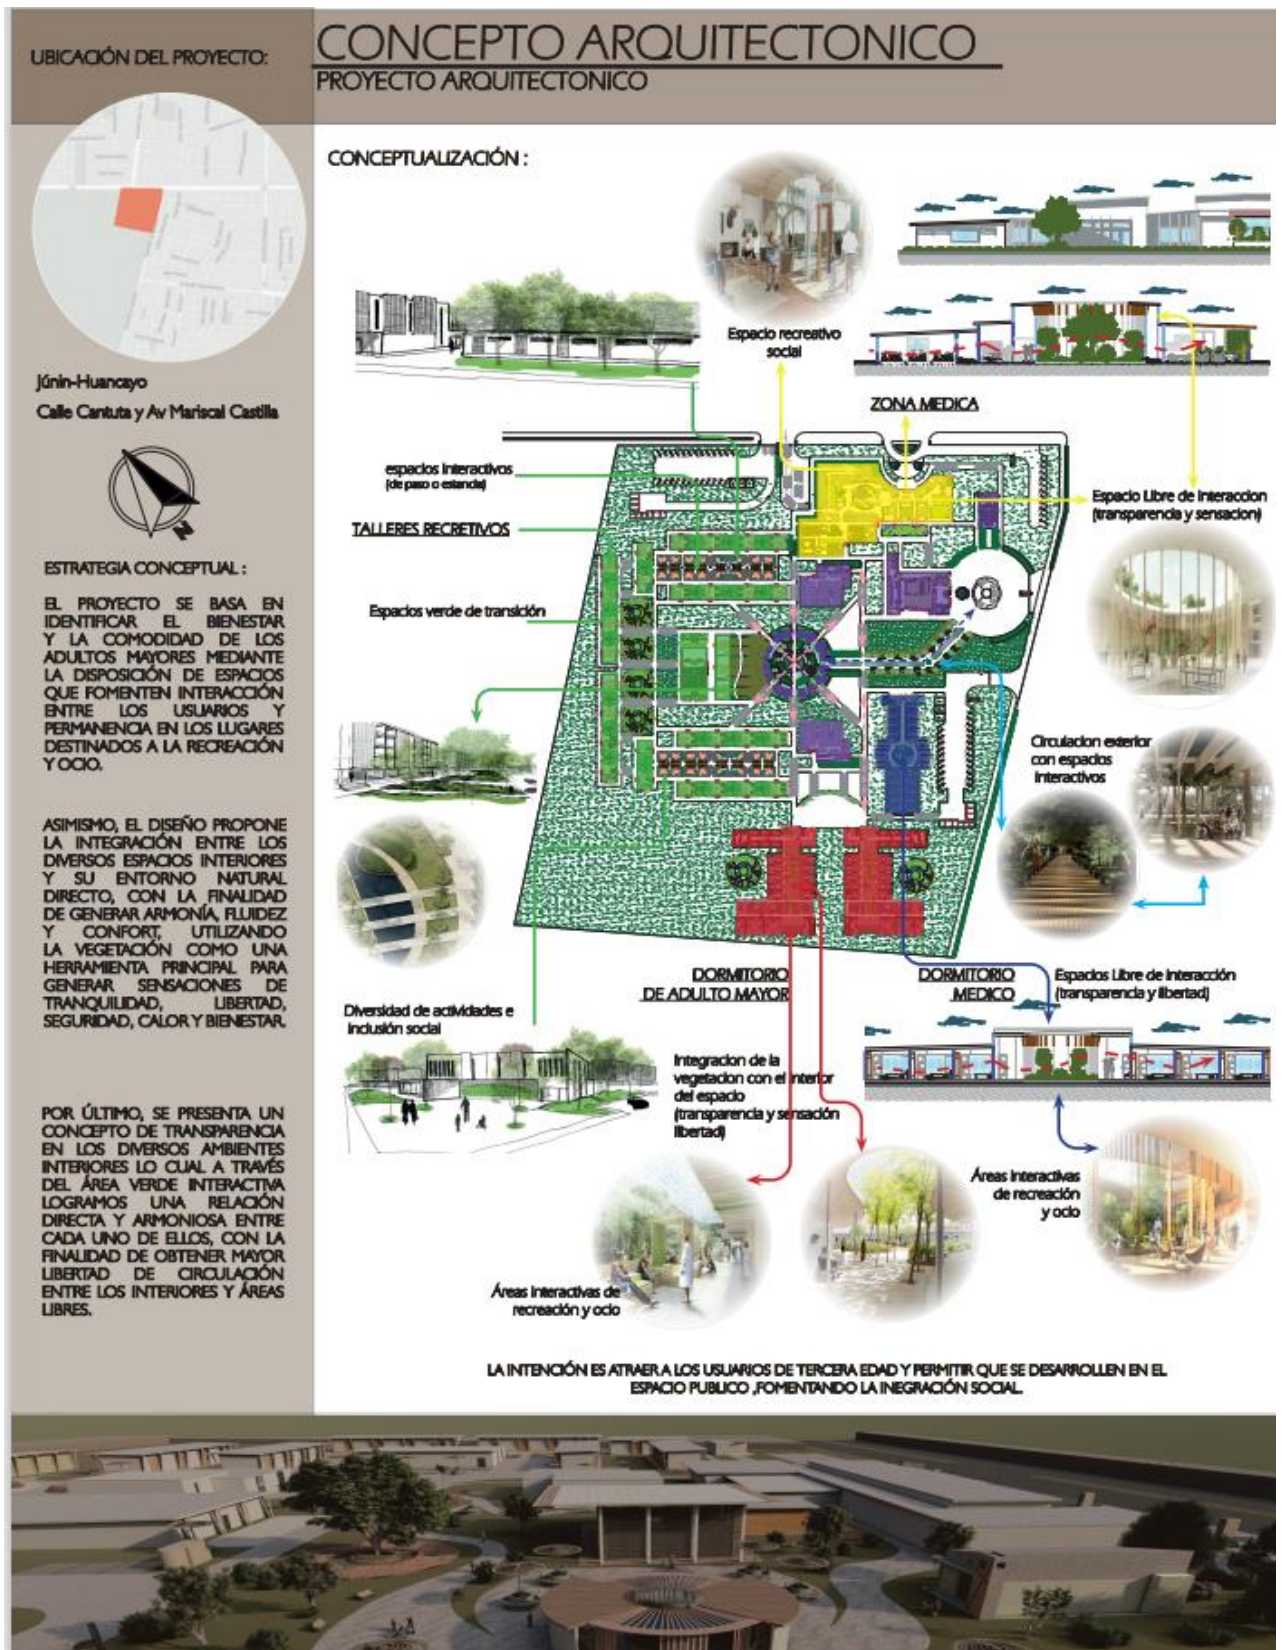 UBICACIÓN DEL PROYECTO:
CONCEPTO ARQUITECTONICO
PROYECTO ARQUITECTONICO
Júnin-Huancayo
Calle Cantuta y Av Mariscal Castilla
N
ESTRATEGIA CONCEPTUAL :
EL PROYECTO SE BASA EN
IDENTIFICAR EL BIENESTAR
Y LA COMODIDAD DE LOS
ADULTOS MAYORES MEDIANTE
LA DISPOSICIÓN DE ESPACIOS
QUE FOMENTEN INTERACCIÓN
ENTRE LOS USUARIOS Y
PERMANENCIA EN LOS LUGARES
DESTINADOS A LA RECREACIÓN
Y OCIO.
ASIMISMO, EL DISEÑO PROPONE
LA INTEGRACIÓN ENTRE LOS
DIVERSOS ESPACIOS INTERIORES
Y SU ENTORNO NATURAL
DIRECTO, CON LA FINALIDAD
DE GENERAR ARMONÍA, FLUIDEZ
Y CONFORT, UTILIZANDO
LA VEGETACIÓN COMO UNA
HERRAMIENTA PRINCIPAL PARA
GENERAR SENSACIONES DE
TRANQUILIDAD, LIBERTAD,
SEGURIDAD, CALOR Y BIENESTAR.
POR ÚLTIMO, SE PRESENTA UN
CONCEPTO DE TRANSPARENCIA
EN LOS DIVERSOS AMBIENTES
INTERIORES LO CUAL A TRAVÉS
DEL ÁREA VERDE INTERACTIVA
LOGRAMOS UNA RELACIÓN
DIRECTA Y ARMONIOSA ENTRE
CADA UNO DE ELLOS, CON LA
FINALIDAD DE OBTENER MAYOR
LIBERTAD DE CIRCULACIÓN
ENTRE LOS INTERIORES Y ÁREAS
LIBRES.
CONCEPTUALIZACIÓN :
Espacio recreativo
social
ZONA MEDICA
espacios interactivos
(de paso o estancia)
TALLERES RECRETIVOS
Espacios verde de transición
Espacio Libre de Interaccion
(transparencia y sensacion)
Circulacion exterior
con espacios
interactivos
DORMITORIO
DE ADULTO MAYOR
DORMITORIO
MEDICO
Espacios Libre de Interacción
(transparencia y libertad)
Diversidad de actividades e
inclusión social
Integracion de la
vegetacion con el interior
del espacio
(transparencia y sensación
libertadi)
Áreas interactivas de
recreación y ocio
Áreas interactivas
de recreación
y ocio
LA INTENCIÓN ES ATRAER A LOS USUARIOS DE TERCERA EDAD Y PERMITIR QUE SE DESARROLLEN EN EL
ESPACIO PUBLICO ,FOMENTANDO LA INEGRACIÓN SOCIAL.